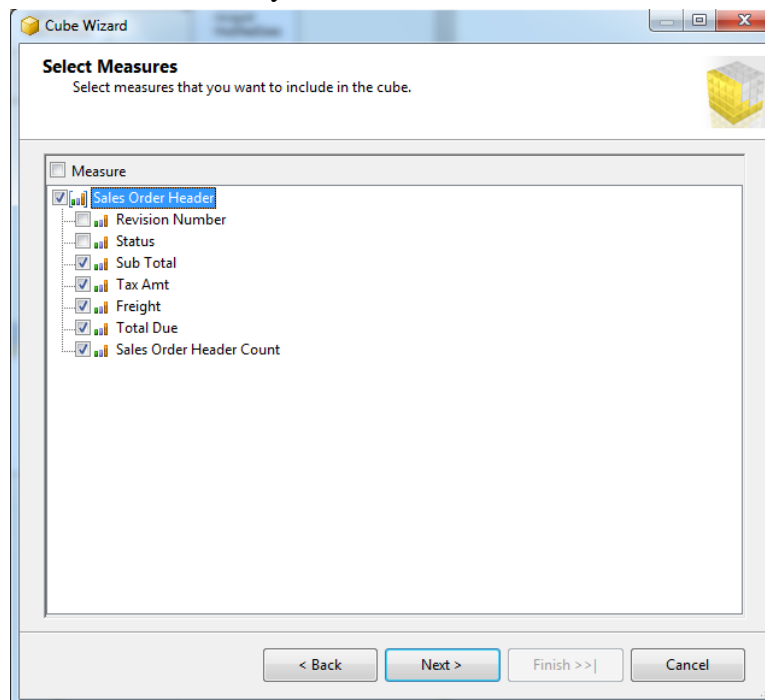 Cube Wizard
Select Measures
Select measures that you want to include in the cube.
Measure
Sales Order Header
Revision Number
Status
Sub Total
Tax Amt
Freight
Total Due
Sales Order Header Count
< Back Next > Finish >>| Cancel